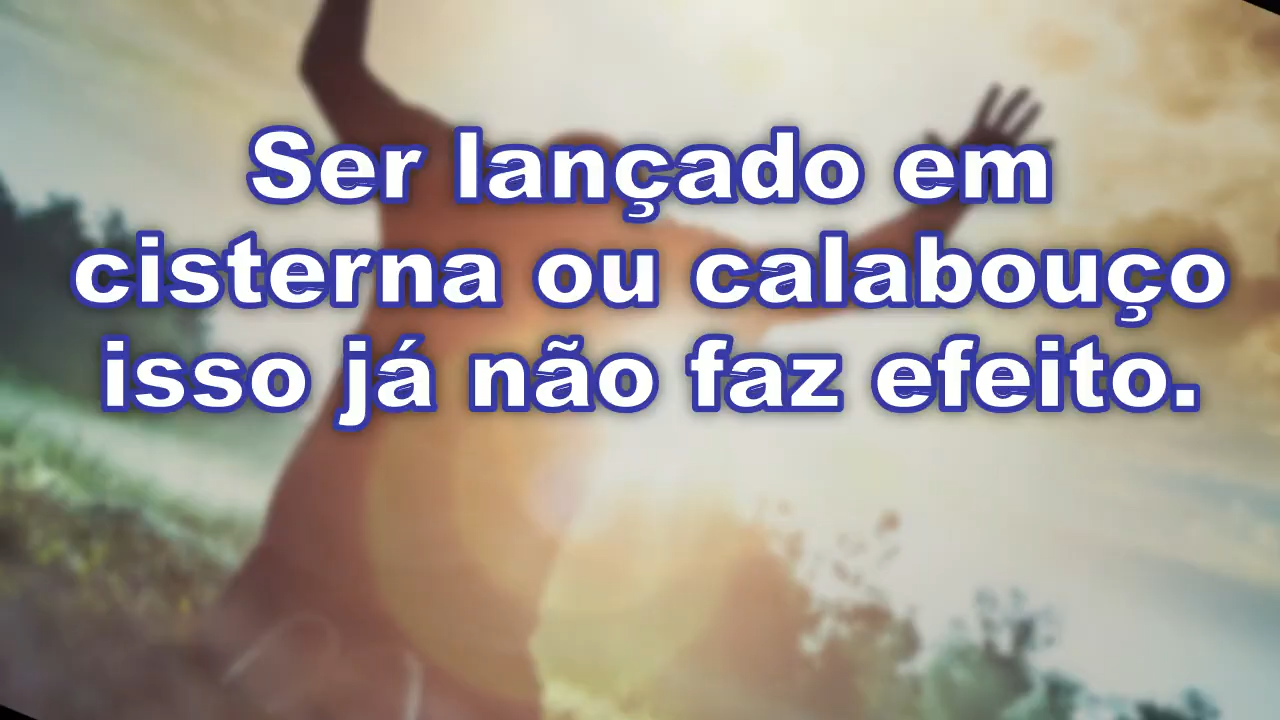 Ser lançado em
cisterna ou calabouço
isso já não faz efeito.